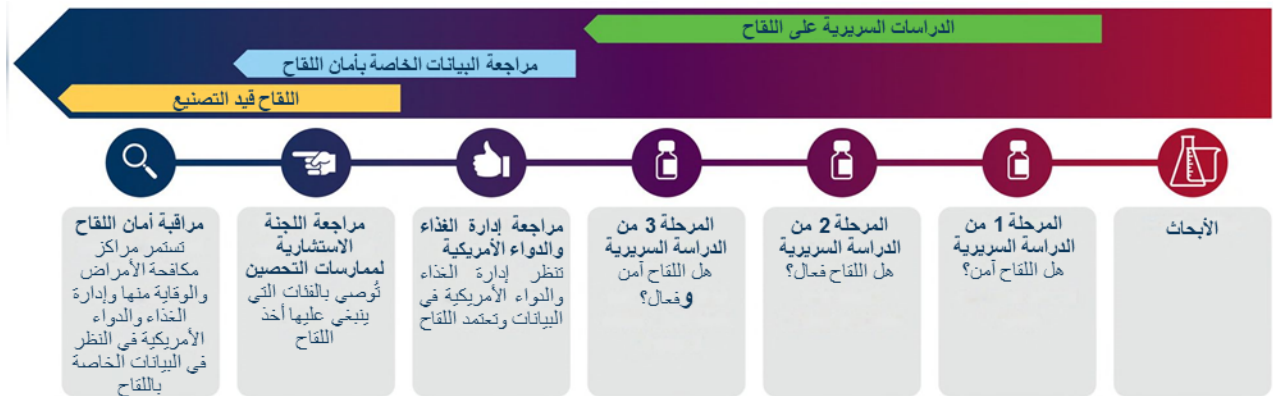 الدراسات السريرية على اللقاح
مراجعة البيانات الخاصة بأمان اللقاح
اللقاح قيد التصنيع
الأبحاث
المرحلة 1 من
الدراسة السريرية
هل اللقاح آمن؟
المرحلة 2 من
الدراسة السريرية
هل اللقاح فعال؟
المرحلة 3 من
الدراسة السريرية
هل اللقاح آمن
وفعال؟
مراجعة إدارة الغذاء
والدواء الأمريكية
تنظر إدارة الغذاء
والدواء الأمريكية في
البيانات وتعتمد اللقاح
مراجعة اللجنة
الاستشارية
لممارسات التحصين
تُوصي بالفئات التي
ينبغي عليها أخذ
اللقاح
مراقبة أمان اللقاح
تستمر مراكز
مكافحة الأمراض
والوقاية منها وإدارة
الغذاء والدواء
الأمريكية في النظر
في البيانات الخاصة
باللقاح